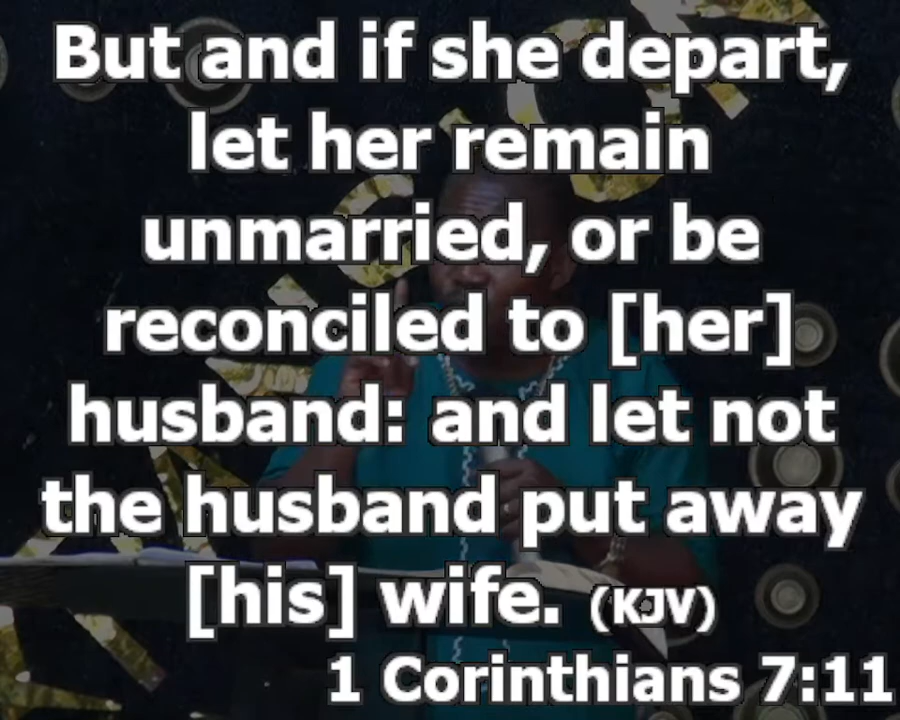 But and if she depart,
let her remain
unmarried, or be
reconciled to [her]
husband: and let not
the husband put away
[his] wife. (KJV)
1 Corinthians 7:11